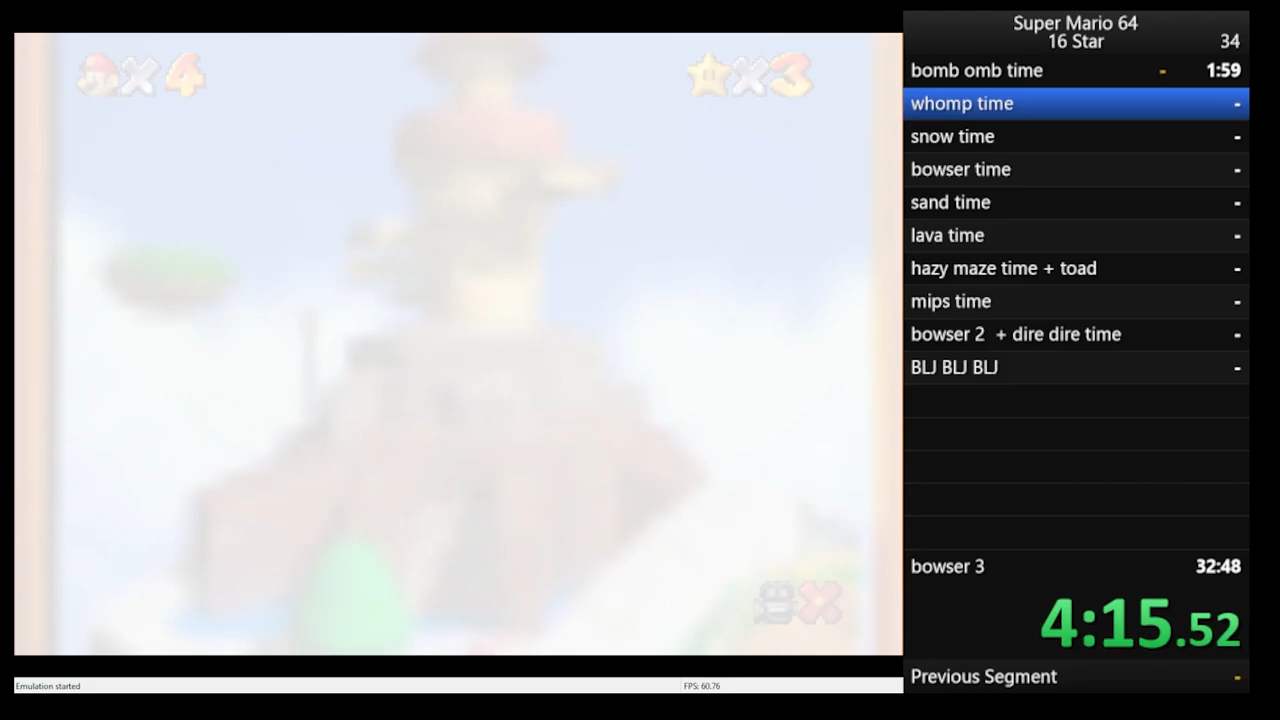 ×4
×3
Emulation started
FPS: 60.76
Super Mario 64
16 Star 34
bomb omb time - 1:59
whomp time -
snow time -
bowser time -
sand time -
lava time -
hazy maze time + toad -
mips time -
bowser 2 + dire dire time -
BLJ BLJ BLJ -
bowser 3 32:48
4:15.52
Previous Segment -